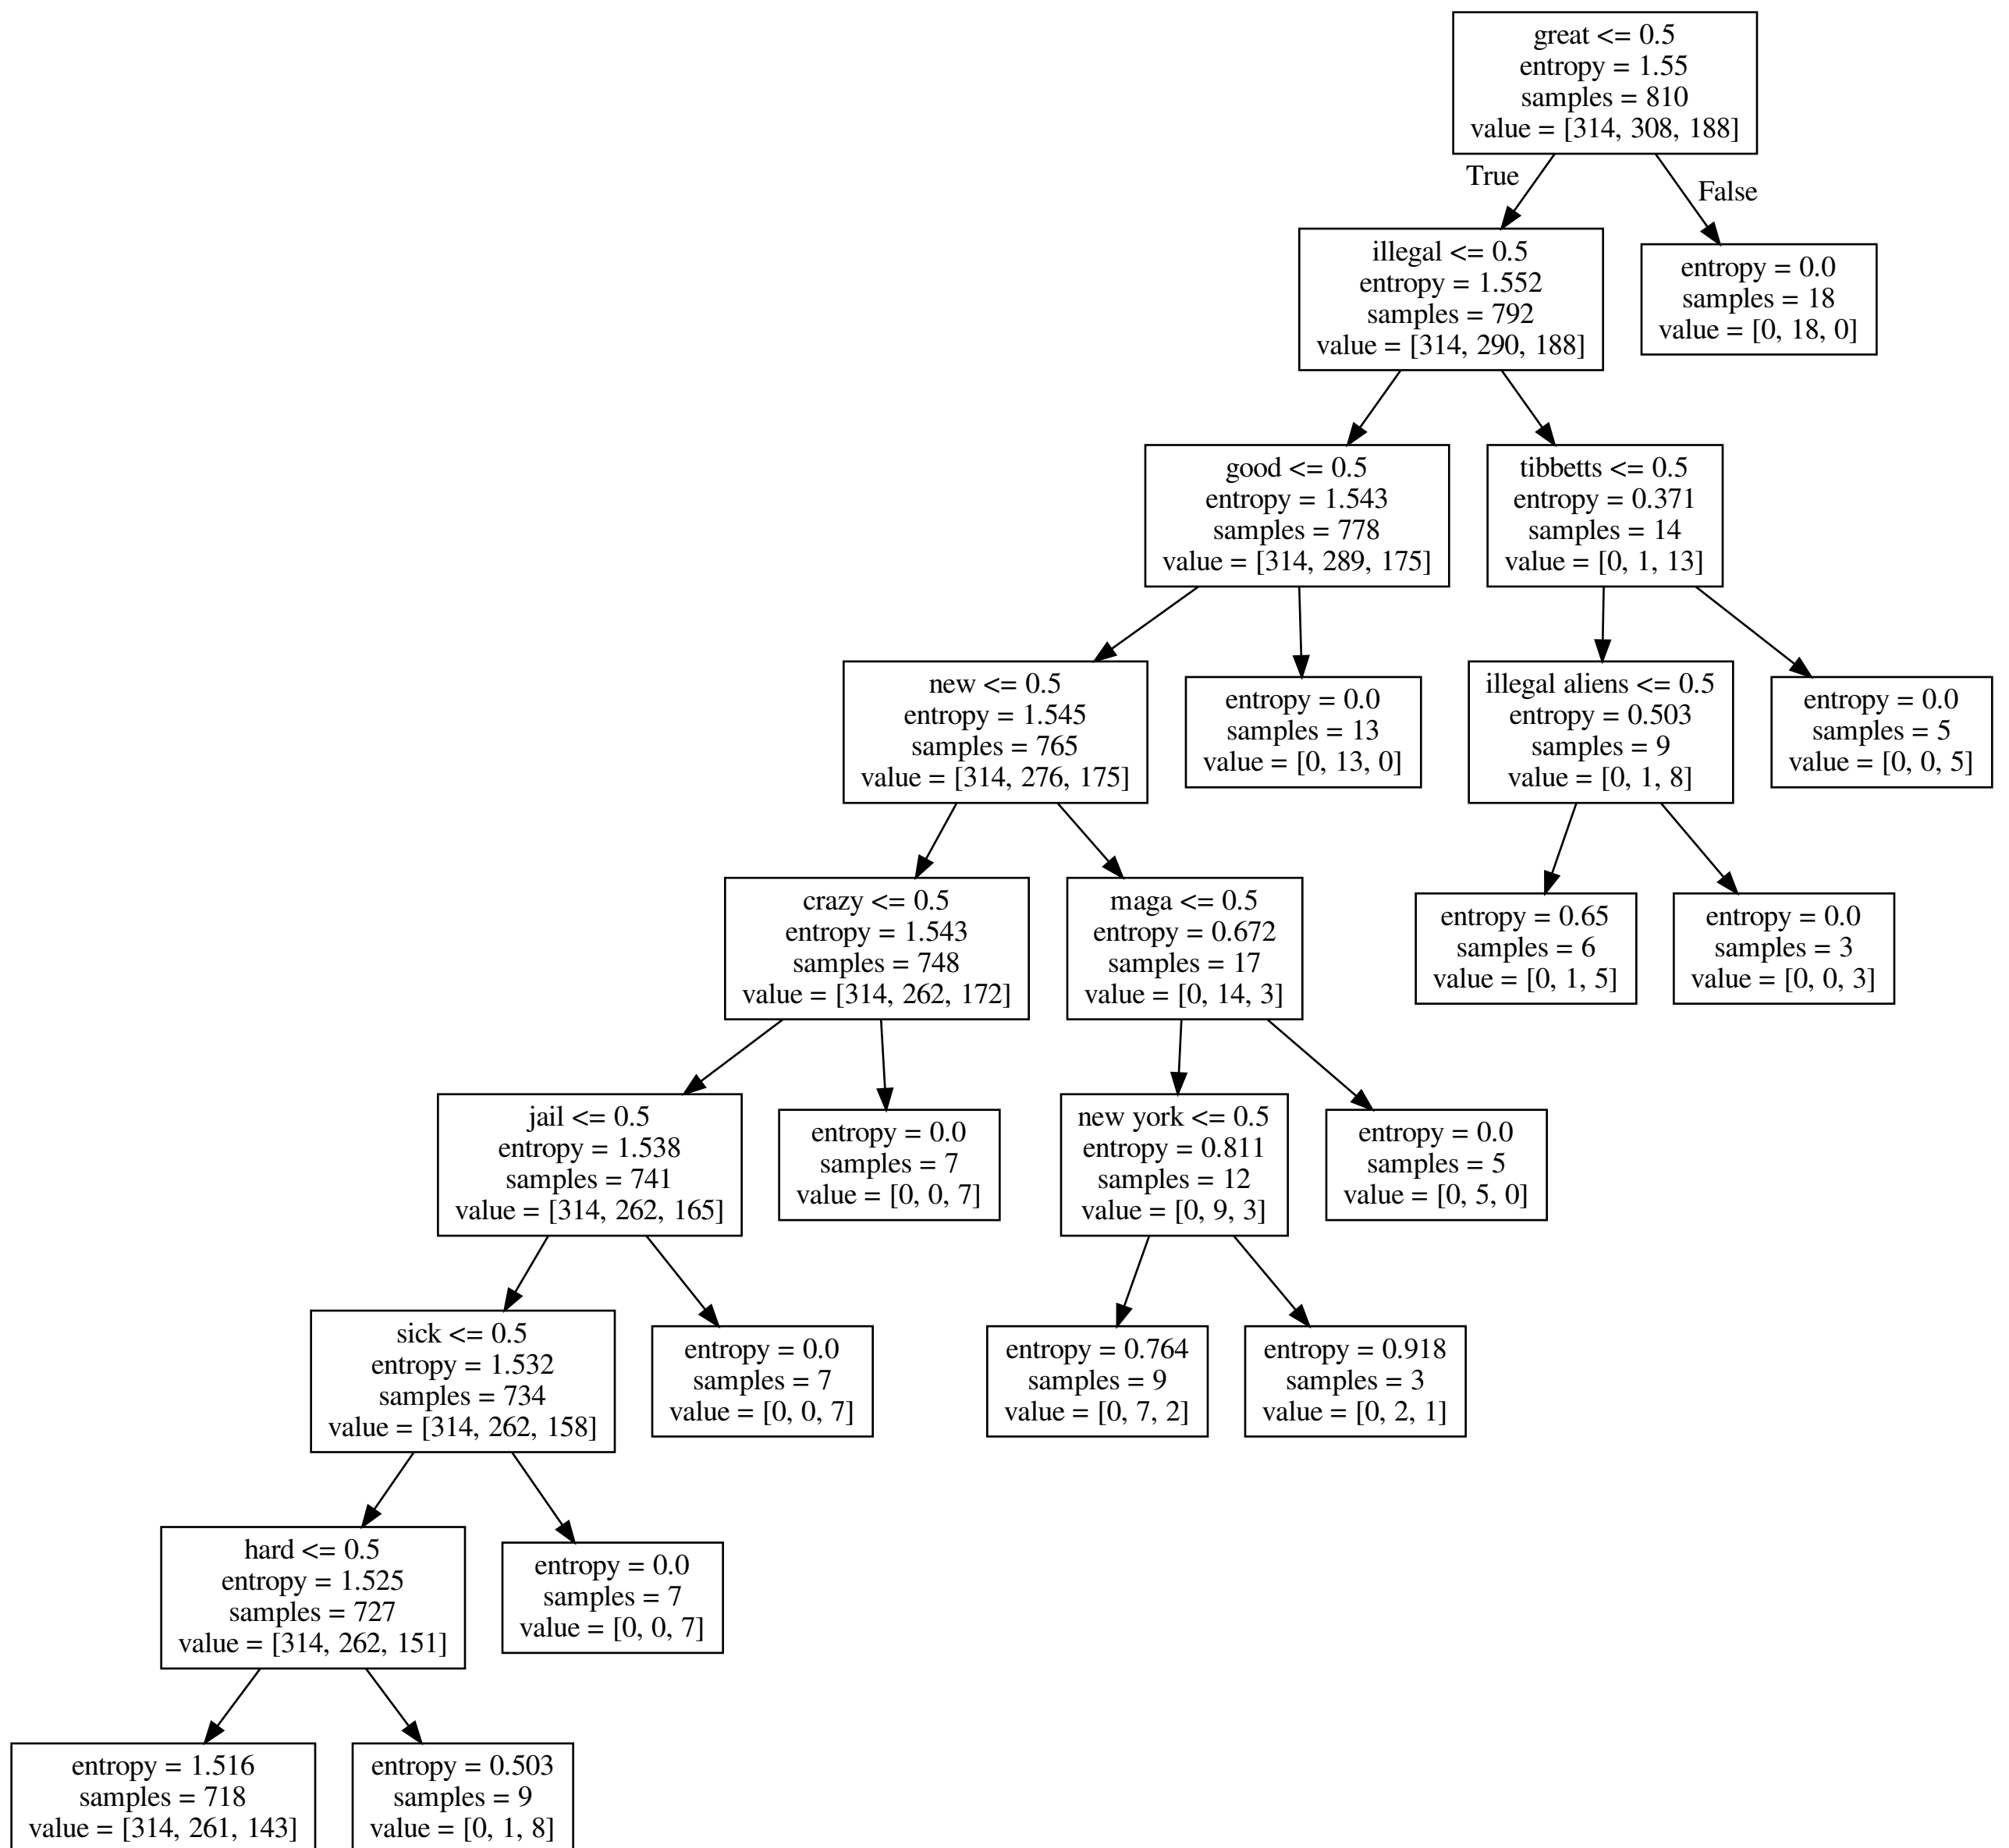 great <= 0.5
entropy = 1.55
samples = 810
value = [314, 308, 188]
True
False
illegal <= 0.5
entropy = 1.552
samples = 792
value = [314, 290, 188]
entropy = 0.0
samples = 18
value = [0, 18, 0]
good <= 0.5
entropy = 1.543
samples = 778
value = [314, 289, 175]
tibbetts <= 0.5
entropy = 0.371
samples = 14
value = [0, 1, 13]
new <= 0.5
entropy = 1.545
samples = 765
value = [314, 276, 175]
entropy = 0.0
samples = 13
value = [0, 13, 0]
illegal aliens <= 0.5
entropy = 0.503
samples = 9
value = [0, 1, 8]
entropy = 0.0
samples = 5
value = [0, 0, 5]
crazy <= 0.5
entropy = 1.543
samples = 748
value = [314, 262, 172]
maga <= 0.5
entropy = 0.672
samples = 17
value = [0, 14, 3]
entropy = 0.65
samples = 6
value = [0, 1, 5]
entropy = 0.0
samples = 3
value = [0, 0, 3]
jail <= 0.5
entropy = 1.538
samples = 741
value = [314, 262, 165]
entropy = 0.0
samples = 7
value = [0, 0, 7]
new york <= 0.5
entropy = 0.811
samples = 12
value = [0, 9, 3]
entropy = 0.0
samples = 5
value = [0, 5, 0]
sick <= 0.5
entropy = 1.532
samples = 734
value = [314, 262, 158]
entropy = 0.0
samples = 7
value = [0, 0, 7]
entropy = 0.764
samples = 9
value = [0, 7, 2]
entropy = 0.918
samples = 3
value = [0, 2, 1]
hard <= 0.5
entropy = 1.525
samples = 727
value = [314, 262, 151]
entropy = 0.0
samples = 7
value = [0, 0, 7]
entropy = 1.516
samples = 718
value = [314, 261, 143]
entropy = 0.503
samples = 9
value = [0, 1, 8]